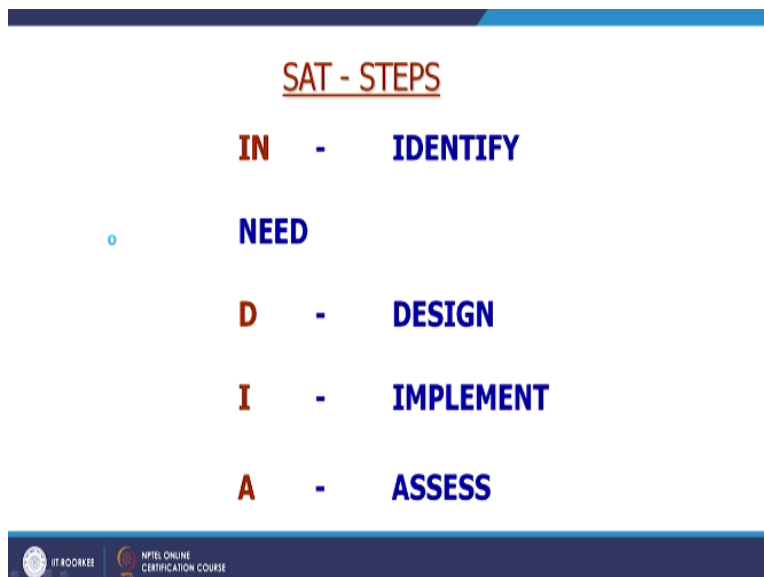 SAT - STEPS
IN - IDENTIFY
NEED
D - DESIGN
I - IMPLEMENT
A - ASSESS
IIT ROORKEE
NPTEL ONLINE
CERTIFICATION COURSE